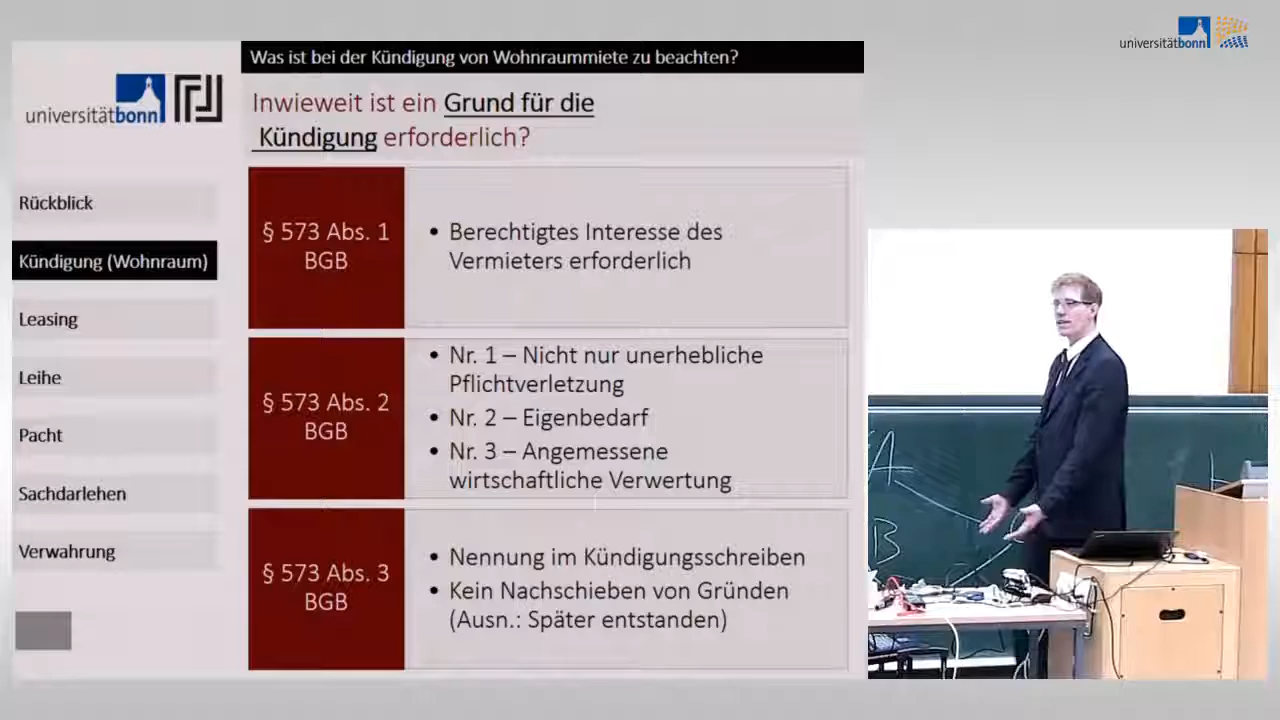 universitätbonn
Was ist bei der Kündigung von Wohnraummiete zu beachten?
universitätbonn
Inwieweit ist ein Grund für die
Kündigung erforderlich?
Rückblick
Kündigung (Wohnraum)
Leasing
Leihe
Pacht
Sachdarlehen
Verwahrung
§ 573 Abs. 1
BGB
• Berechtigtes Interesse des
Vermieters erforderlich
§ 573 Abs. 2
BGB
• Nr. 1 – Nicht nur unerhebliche
Pflichtverletzung
• Nr. 2 – Eigenbedarf
• Nr. 3 – Angemessene
wirtschaftliche Verwertung
§ 573 Abs. 3
BGB
• Nennung im Kündigungsschreiben
• Kein Nachschieben von Gründen
(Ausn.: Später entstanden)
A
B